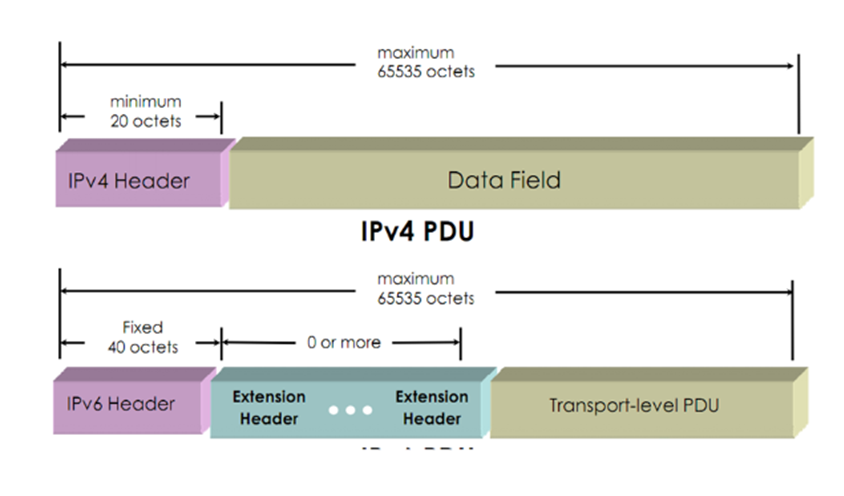 maximum
65535 octets
minimum
20 octets
IPv4 Header
Data Field
IPv4 PDU
maximum
65535 octets
Fixed
40 octets
0 or more
IPv6 Header
Extension
Header
Extension
Header
Transport-level PDU